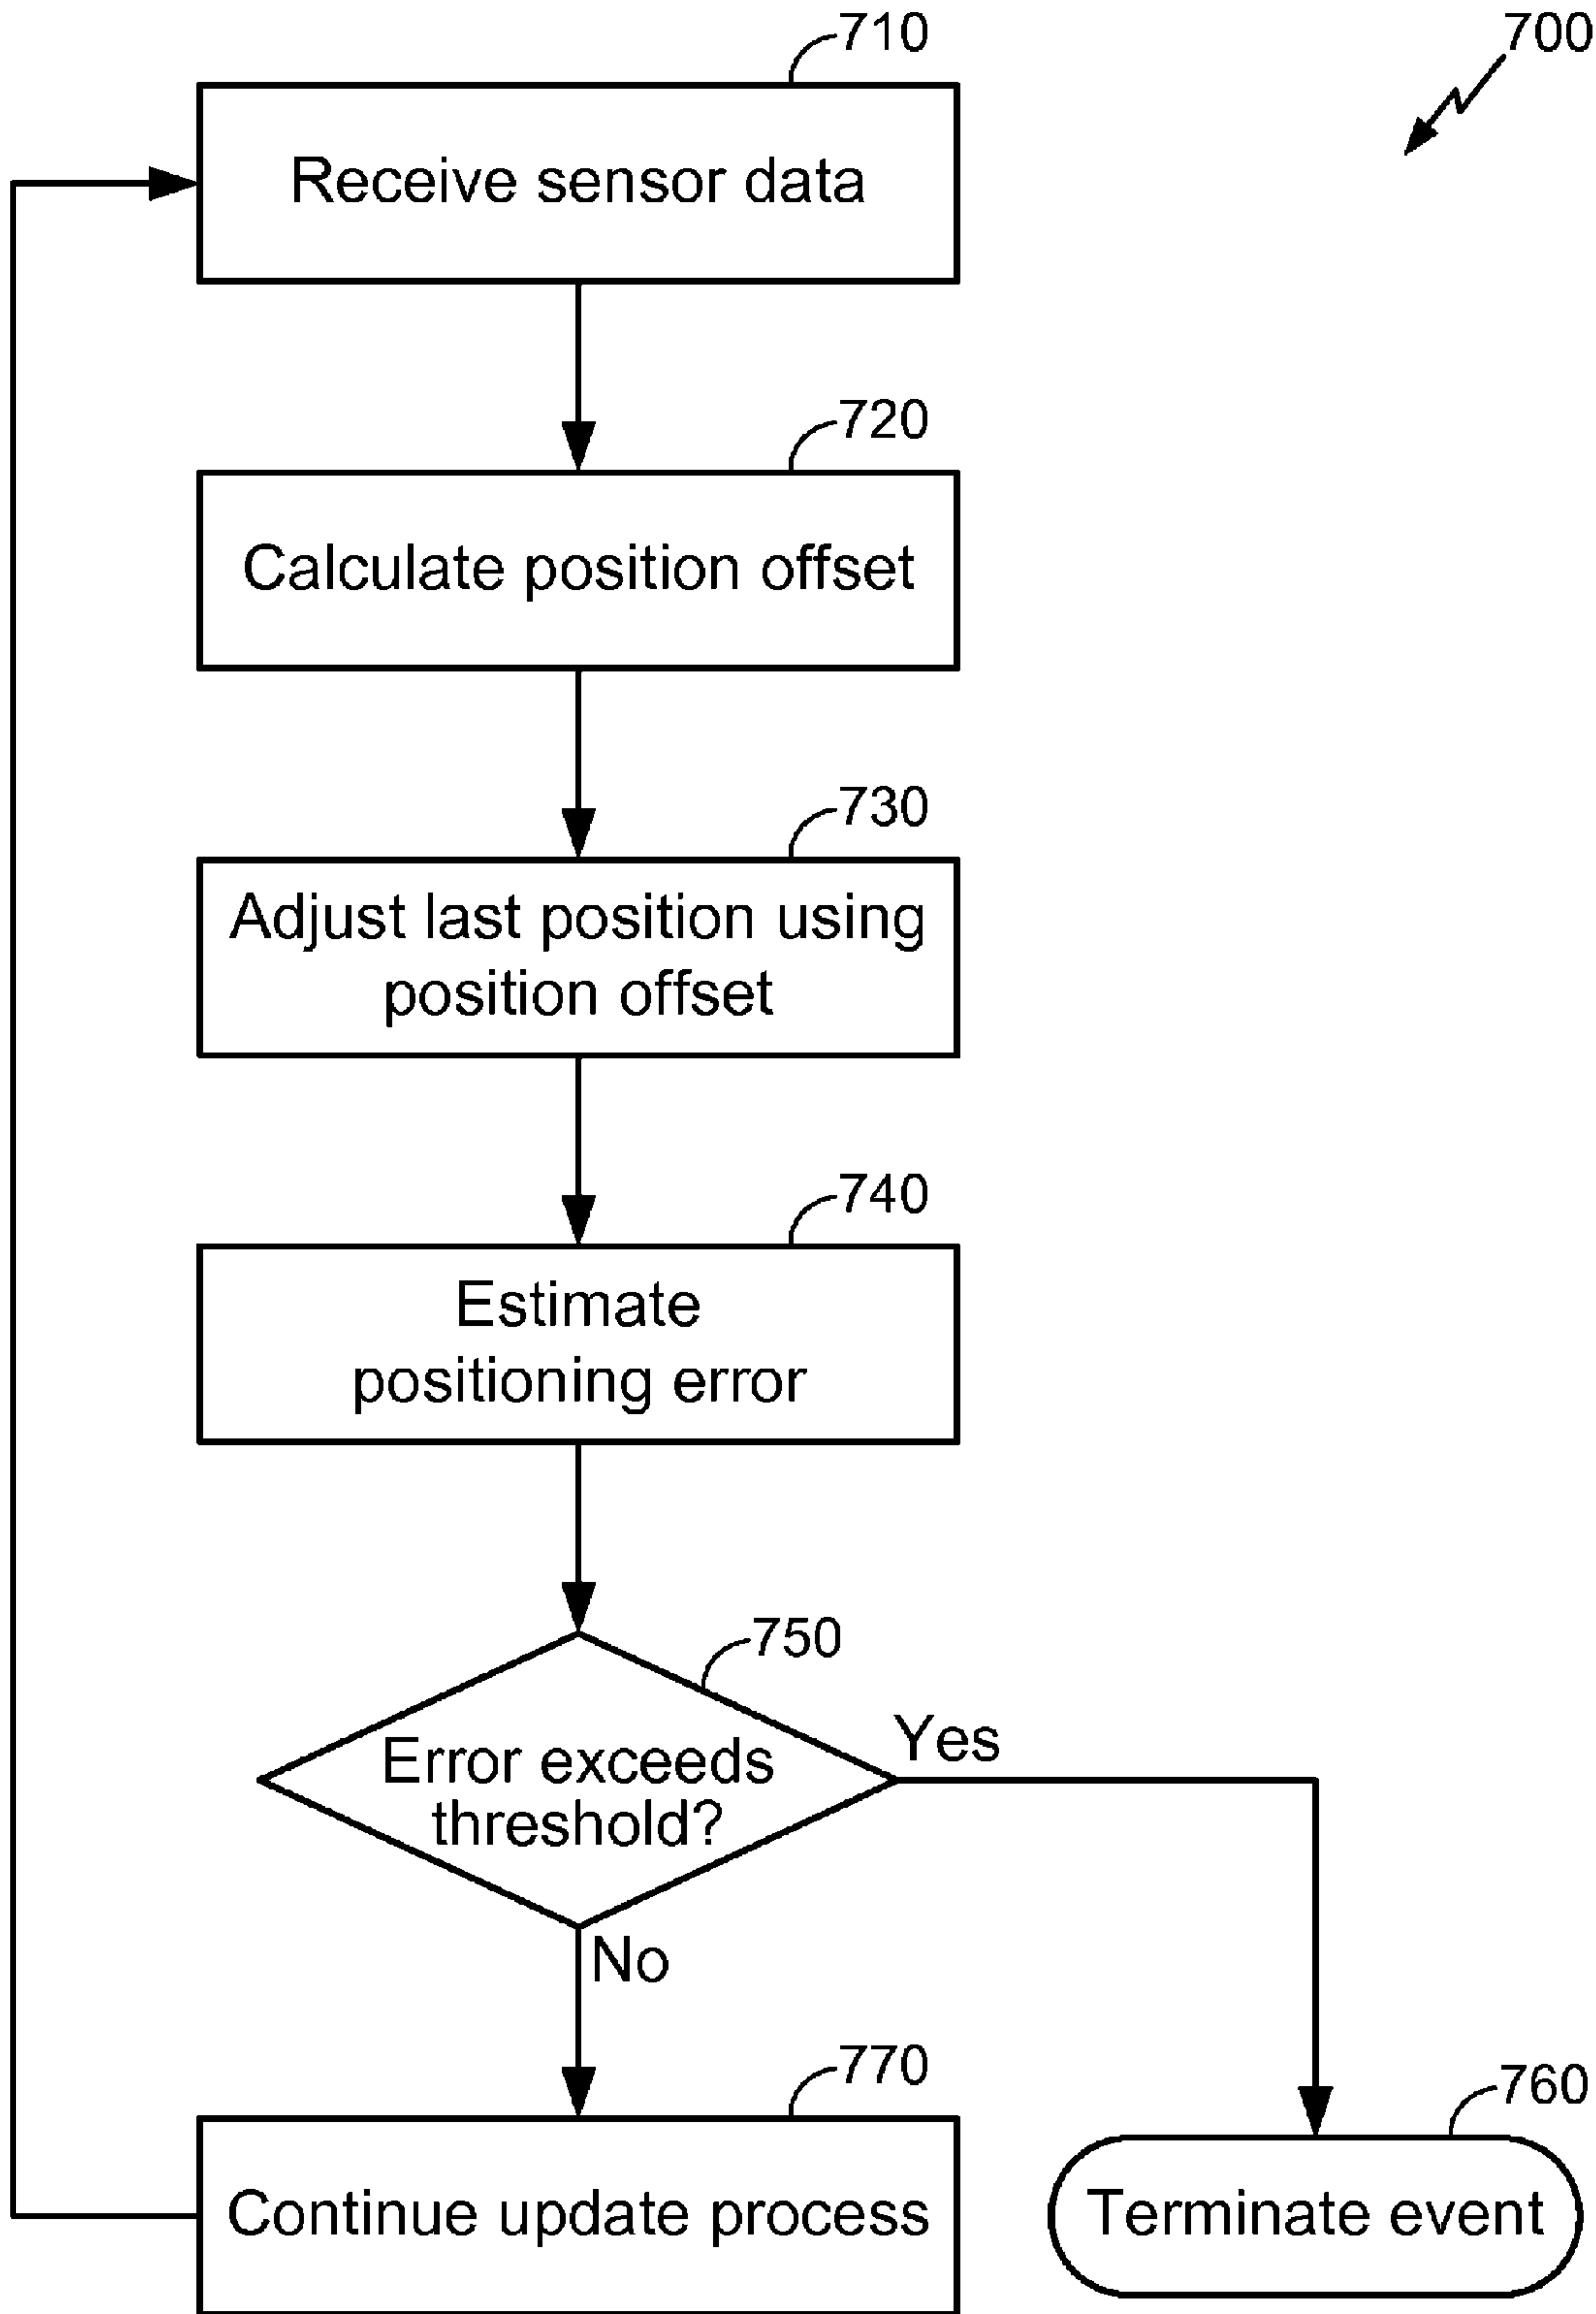 710
700
Receive sensor data
720
Calculate position offset
730
Adjust last position using
position offset
740
Estimate
positioning error
750
Error exceeds
threshold?
Yes
No
770
Continue update process
760
Terminate event